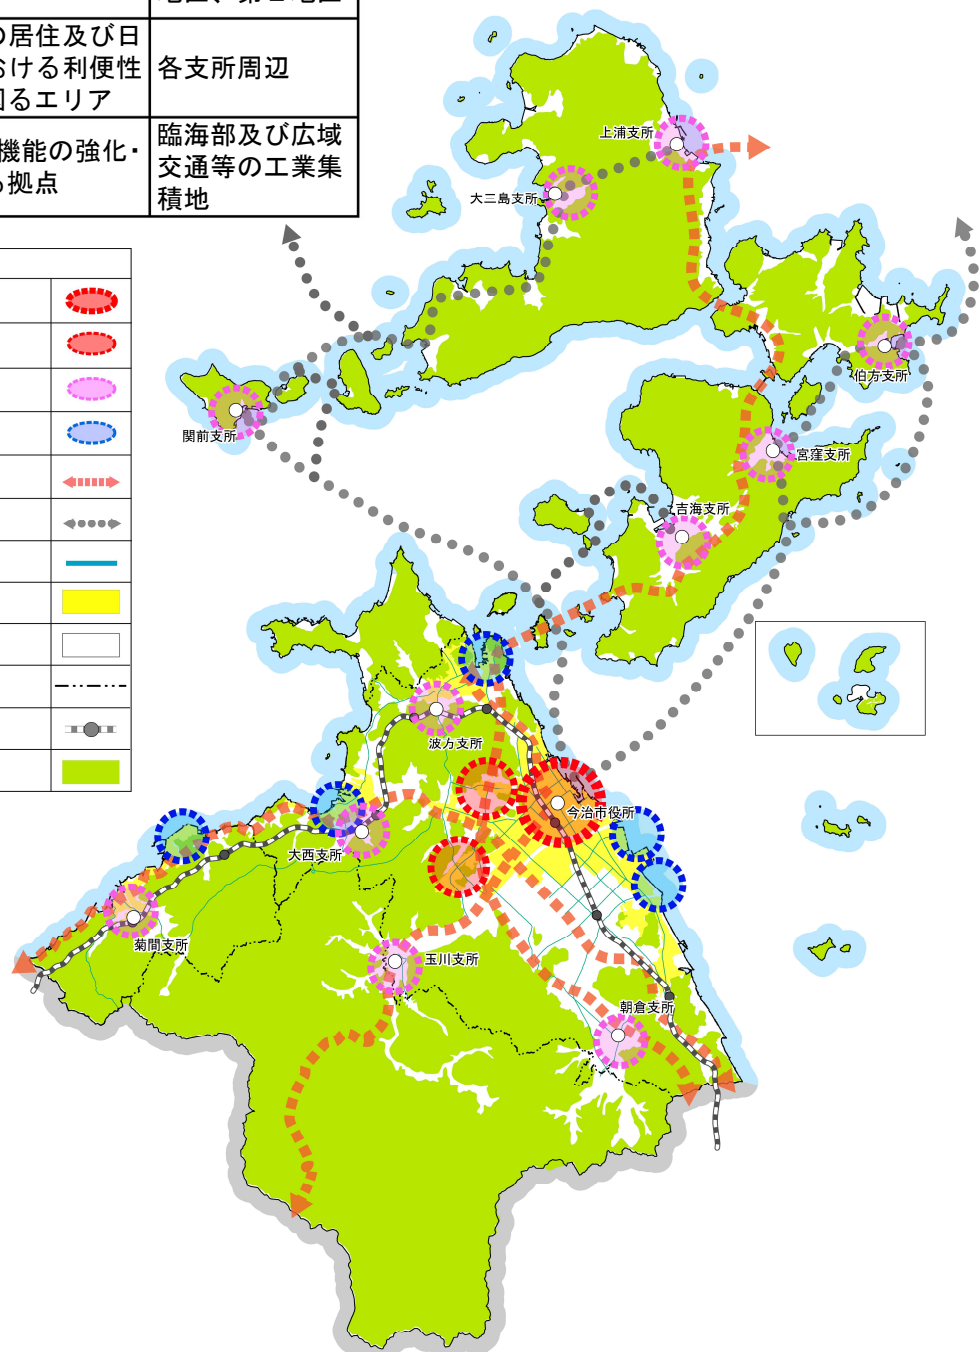 の居住及び日
おける利便性
図るエリア
各支所周辺
機能の強化・
る拠点
臨海部及び広域
交通等の工業集
積地
上浦支所
大三島支所
伯方支所
関前支所
宮窪支所
吉海支所
波方支所
今治市役所
大西支所
菊間支所
玉川支所
朝倉支所